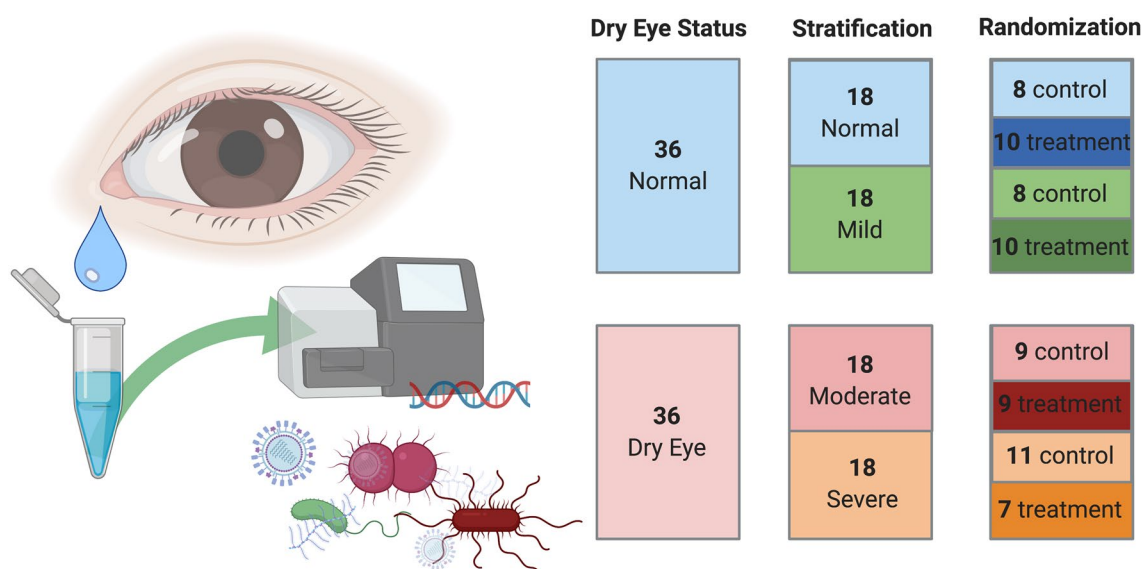 Dry Eye Status
Stratification
Randomization
36
Normal
18
Normal
18
Mild
8 control
10 treatment
8 control
10 treatment
36
Dry Eye
18
Moderate
18
Severe
9 control
9 treatment
11 control
7 treatment